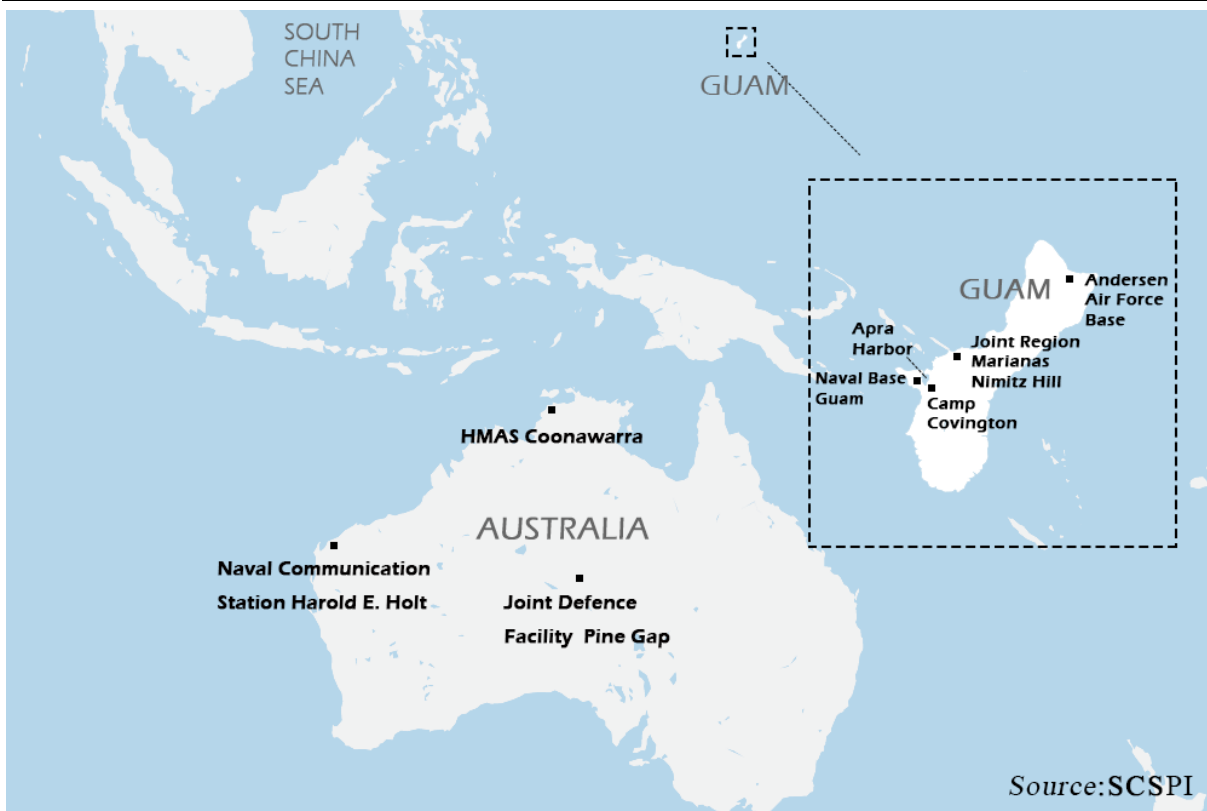 SOUTH
CHINA
SEA
GUAM
GUAM
Andersen
Air Force
Base
Apra
Harbor
Joint Region
Marianas
Nimitz Hill
Naval Base
Guam
Camp
Covington
HMAS Coonawarra
AUSTRALIA
Naval Communication
Station Harold E. Holt
Joint Defence
Facility Pine Gap
Source:SCSPI